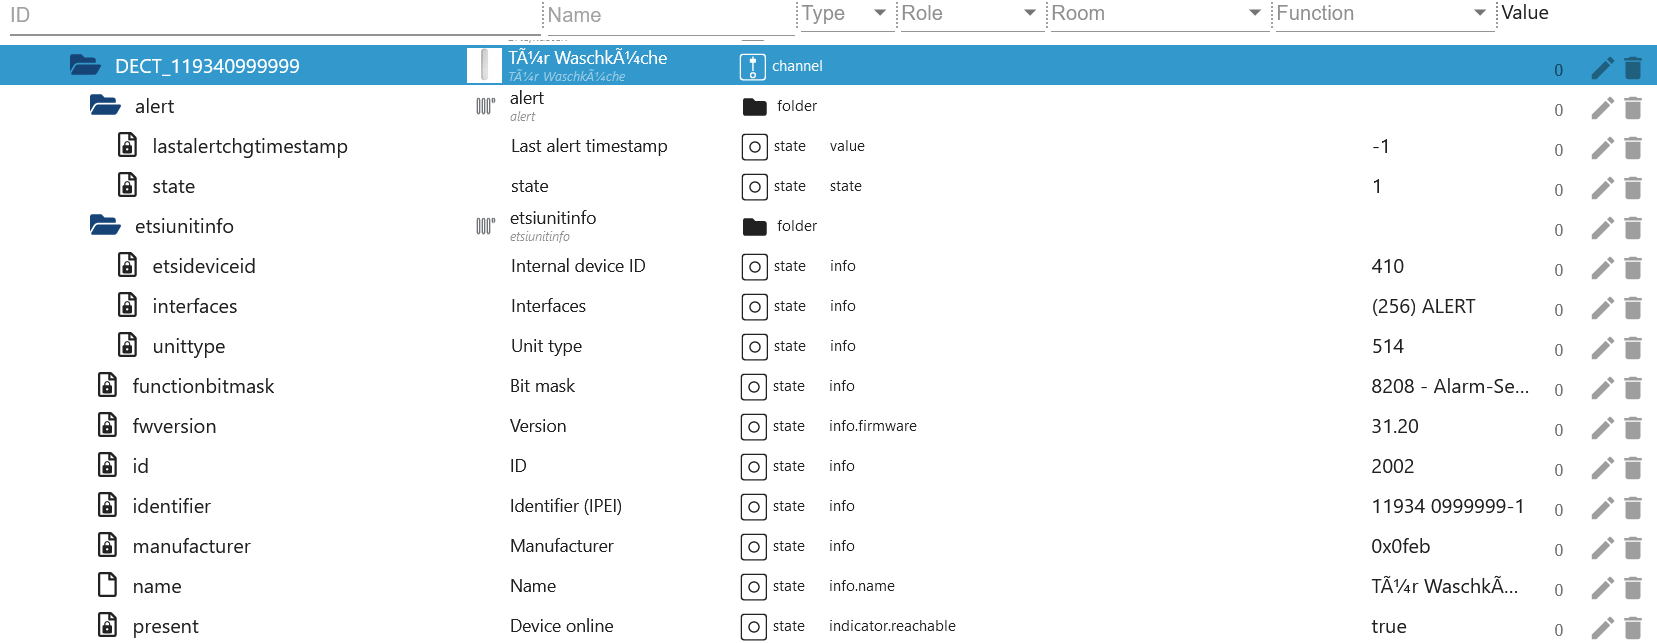 ID Name Type Role Room Function Value
DECT_119340999999 TÃ¼r WaschkÃ¼che channel 0
TÃ¼r WaschkÃ¼che
alert alert folder 0
alert
lastalertchgtimestamp Last alert timestamp state value -1 0
state state state state 1 0
etsiunitinfo etsiunitinfo folder 0
etsiunitinfo
etsideviceid Internal device ID state info 410 0
interfaces Interfaces state info (256) ALERT 0
unittype Unit type state info 514 0
functionbitmask Bit mask state info 8208 - Alarm-Se... 0
fwversion Version state info.firmware 31.20 0
id ID state info 2002 0
identifier Identifier (IPEI) state info 11934 0999999-1 0
manufacturer Manufacturer state info 0x0feb 0
name Name state info.name TÃ¼r WaschkÃ... 0
present Device online state indicator.reachable true 0